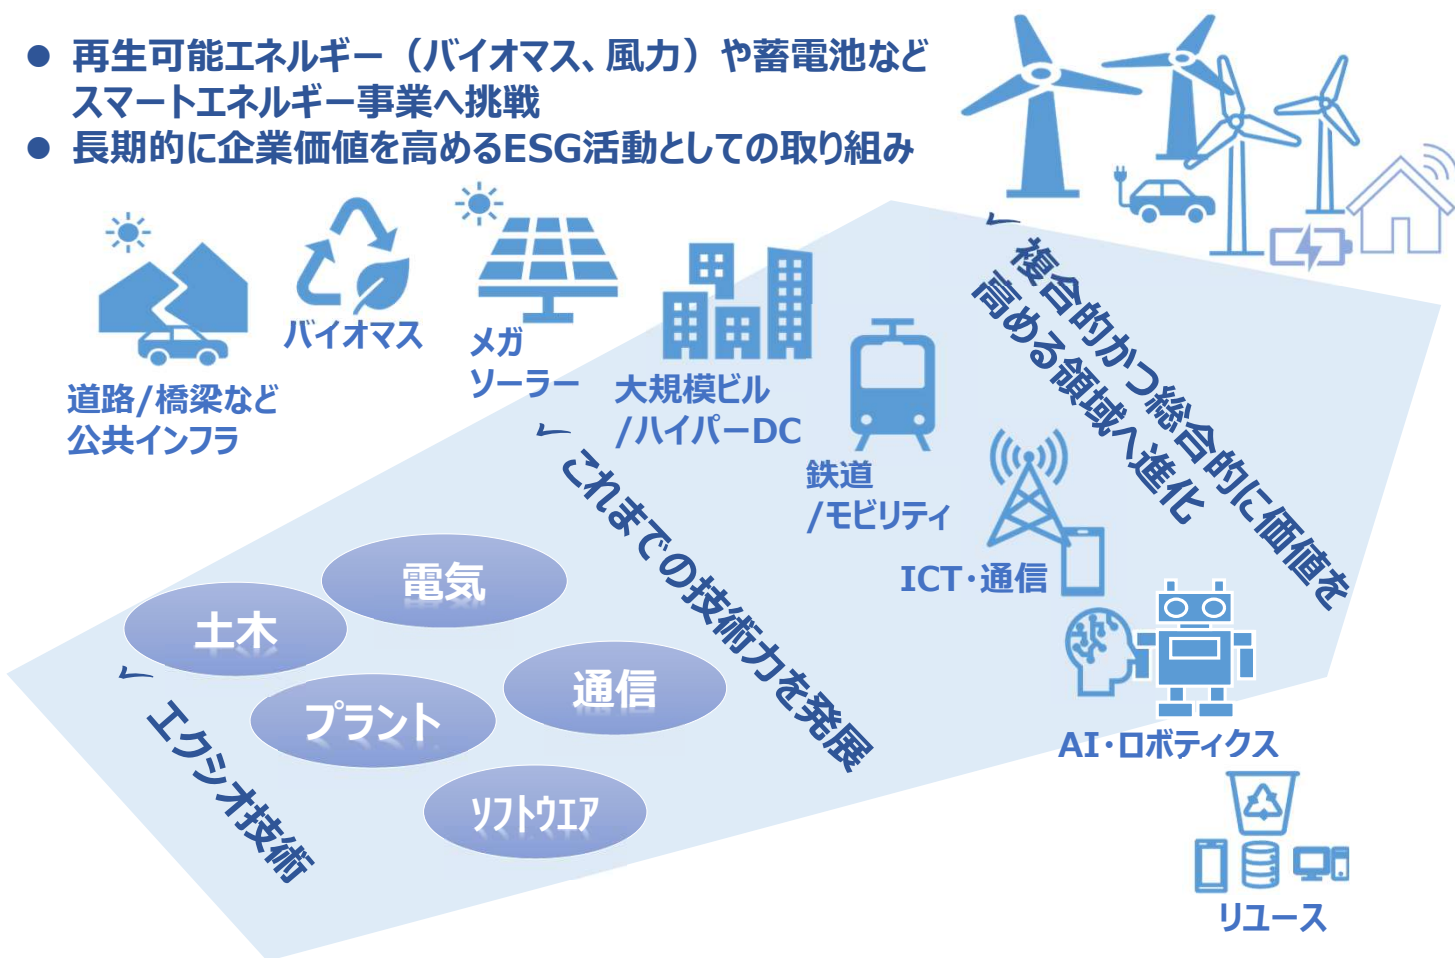 ● 再生可能エネルギー（バイオマス、風力）や蓄電池など
スマートエネルギー事業へ挑戦
● 長期的に企業価値を高めるESG活動としての取り組み
道路/橋梁など
公共インフラ
バイオマス
メガ
ソーラー
大規模ビル
/ハイパーDC
鉄道
/モビリティ
ICT・通信
AI・ロボティクス
リユース
✓ 複合的かつ総合的に価値を
高める領域へ進化
✓ これまでの技術力を発展
✓ エクシオ技術
電気
土木
通信
プラント
ソフトウエア